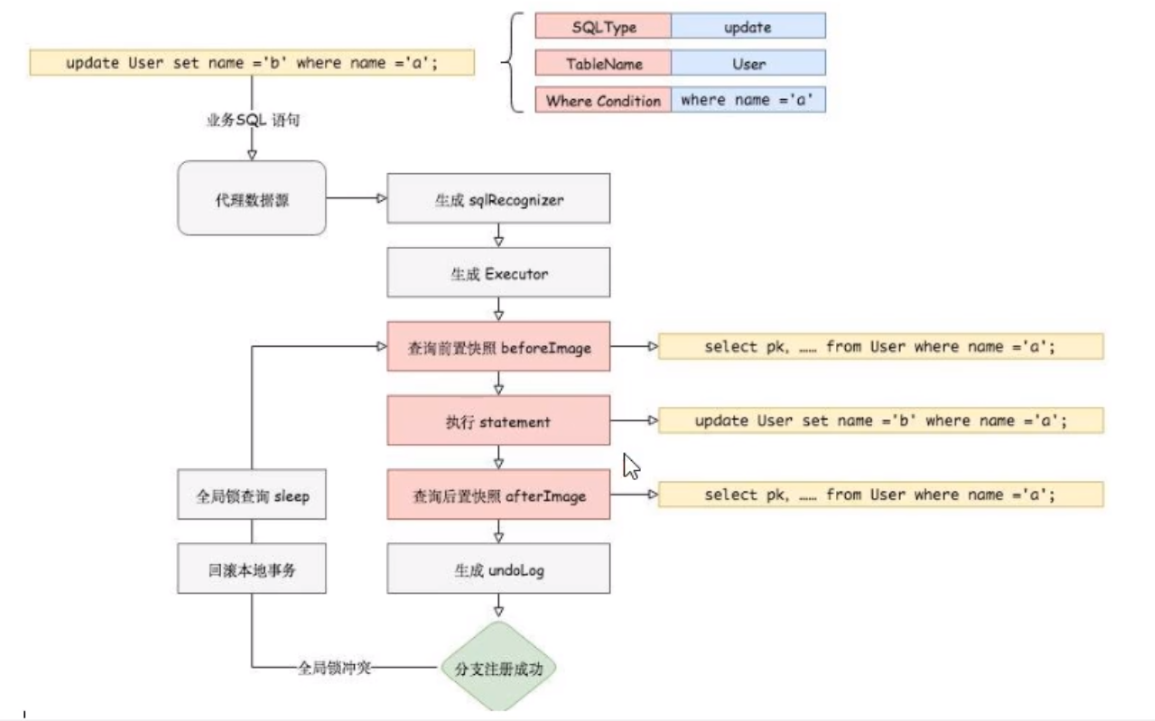 SQLType update
update User set name ='b' where name ='a';
TableName User
Where Condition where name ='a'
业务SQL 语句
代理数据源
生成 sqlRecognizer
生成 Executor
查询前置快照 beforeImage
select pk, …… from User where name ='a';
执行 statement
update User set name ='b' where name ='a';
全局锁查询 sleep
查询后置快照 afterImage
select pk, …… from User where name ='a';
回滚本地事务
生成 undoLog
全局锁冲突
分支注册成功